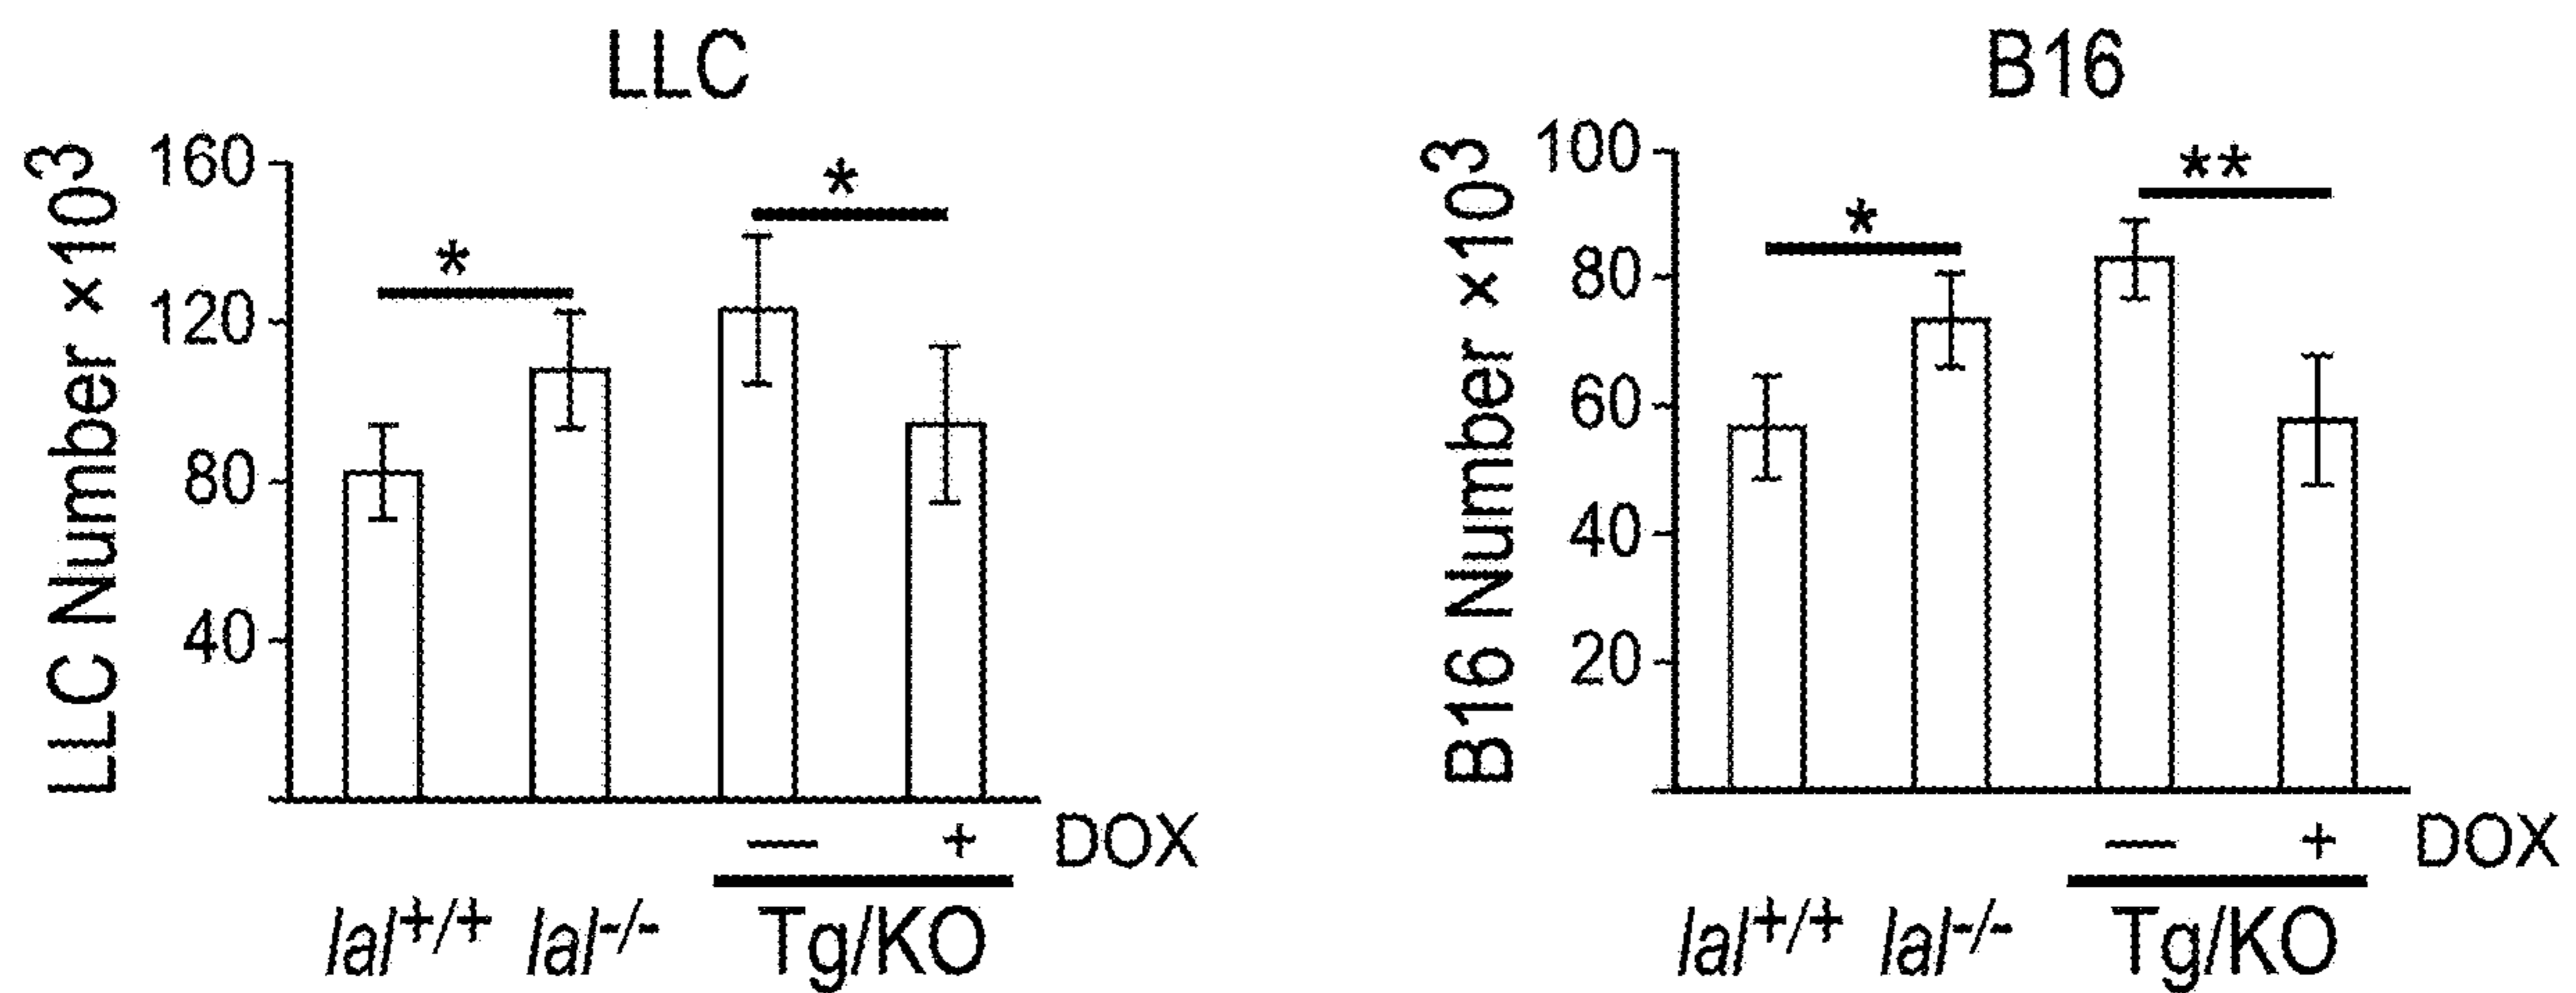 LLC
LLC Number ×10³
160
120
80
40
*
*
— + DOX
lal+/+ lal-/- Tg/KO
B16
B16 Number ×10³
100
80
60
40
20
*
**
— + DOX
lal+/+ lal-/- Tg/KO